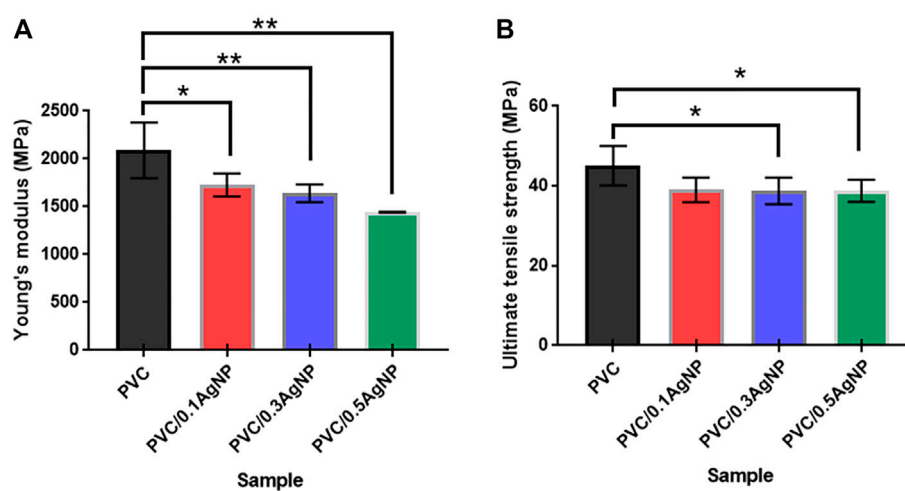 A
**
**
*
Young's modulus (MPa)
2500
2000
1500
1000
500
0
PVC
PVC/0.1AgNP
PVC/0.3AgNP
PVC/0.5AgNP
Sample
B
*
*
Ultimate tensile strength (MPa)
60
40
20
0
PVC
PVC/0.1AgNP
PVC/0.3AgNP
PVC/0.5AgNP
Sample